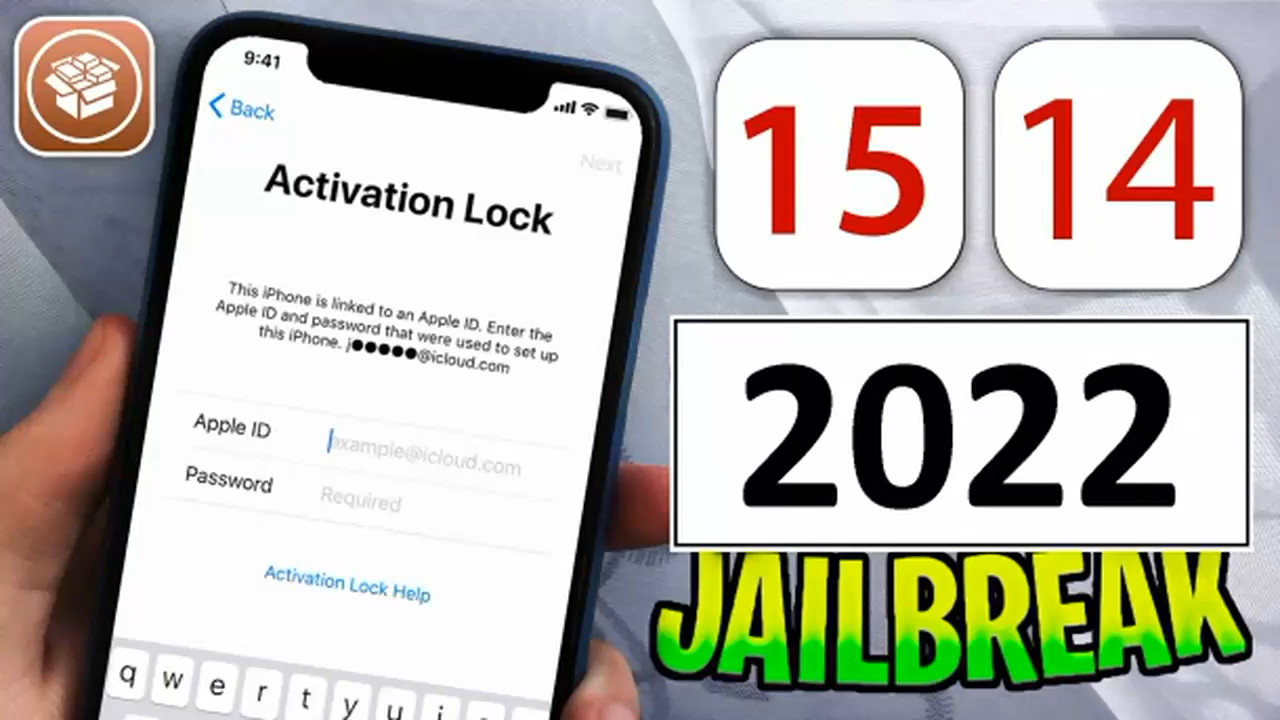 9:41
Back
Next
Activation Lock
This iPhone is linked to an Apple ID. Enter the
Apple ID and password that were used to set up
this iPhone. j●●●●●@icloud.com
Apple ID example@icloud.com
Password Required
Activation Lock Help
q w e r t y u i
15 14
2022
JAILBREAK